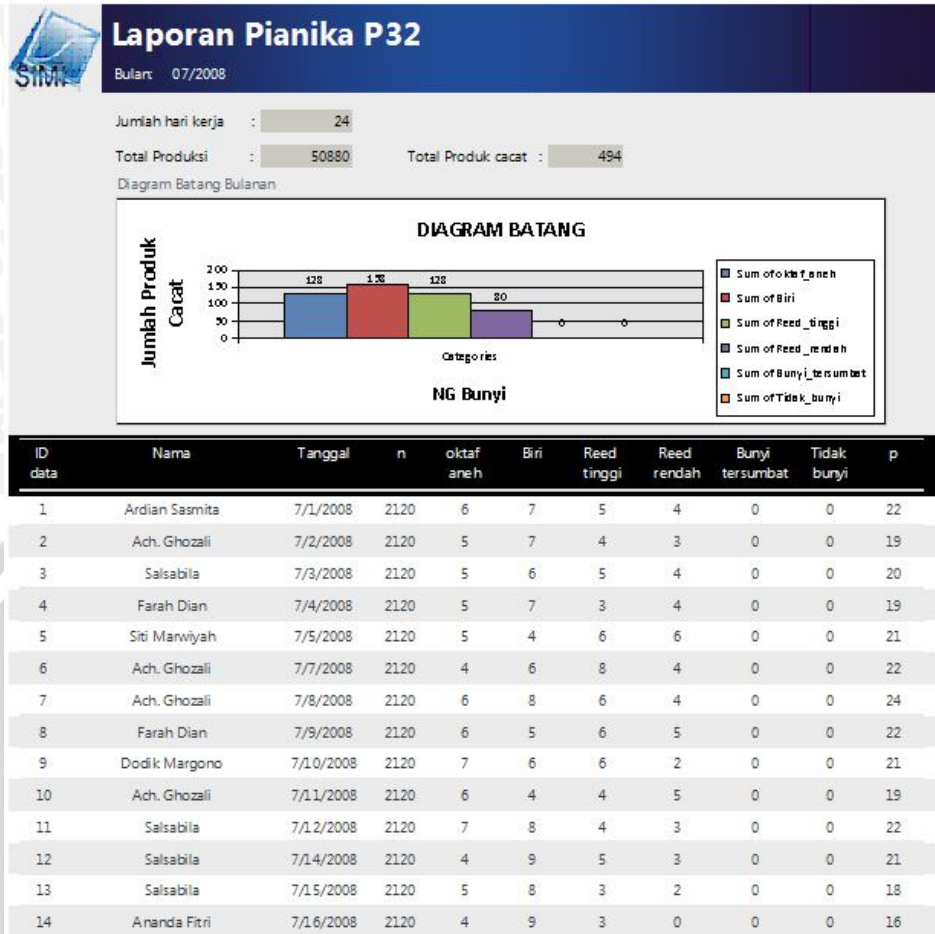 Laporan Pianika P32
SIMI
Bulan: 07/2008
Jumlah hari kerja : 24
Total Produksi : 50880 Total Produk cacat : 494
Diagram Batang Bulanan
DIAGRAM BATANG
Jumlah Produk
Cacat
200
150
100
50
0
128 158 128 80 0 0
Categories
NG Bunyi
Sum of oktaf_aneh
Sum of Biri
Sum of Reed_tinggi
Sum of Reed_rendah
Sum of Bunyi_tersumbat
Sum of Tidak_bunyi
ID Nama Tanggal n oktaf Biri Reed Reed Bunyi Tidak p
data aneh tinggi rendah tersumbat bunyi
1 Ardian Sasmita 7/1/2008 2120 6 7 5 4 0 0 22
2 Ach. Ghozali 7/2/2008 2120 5 7 4 3 0 0 19
3 Salsabila 7/3/2008 2120 5 6 5 4 0 0 20
4 Farah Dian 7/4/2008 2120 5 7 3 4 0 0 19
5 Siti Marwiyah 7/5/2008 2120 5 4 6 6 0 0 21
6 Ach. Ghozali 7/7/2008 2120 4 6 8 4 0 0 22
7 Ach. Ghozali 7/8/2008 2120 6 8 6 4 0 0 24
8 Farah Dian 7/9/2008 2120 6 5 6 5 0 0 22
9 Dodik Margono 7/10/2008 2120 7 6 6 2 0 0 21
10 Ach. Ghozali 7/11/2008 2120 6 4 4 5 0 0 19
11 Salsabila 7/12/2008 2120 7 8 4 3 0 0 22
12 Salsabila 7/14/2008 2120 4 9 5 3 0 0 21
13 Salsabila 7/15/2008 2120 5 8 3 2 0 0 18
14 Ananda Fitri 7/16/2008 2120 4 9 3 0 0 0 16